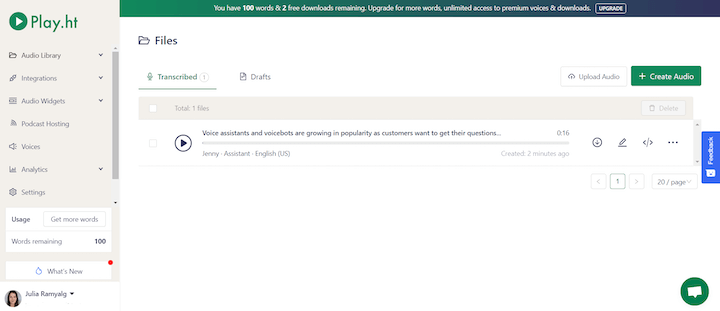 You have 100 words & 2 free downloads remaining. Upgrade for more words, unlimited access to premium voices & downloads. UPGRADE
Play.ht
Audio Library
Integrations
Audio Widgets
Podcast Hosting
Voices
Analytics
Settings
Usage Get more words
Words remaining 100
What's New
Julia Ramyalg
Files
Transcribed 1 Drafts
Upload Audio + Create Audio
Total: 1 files Delete
Voice assistants and voicebots are growing in popularity as customers want to get their questions... 0:16
Jenny · Assistant · English (US) Created: 2 minutes ago
< 1 > 20 / page
Feedback